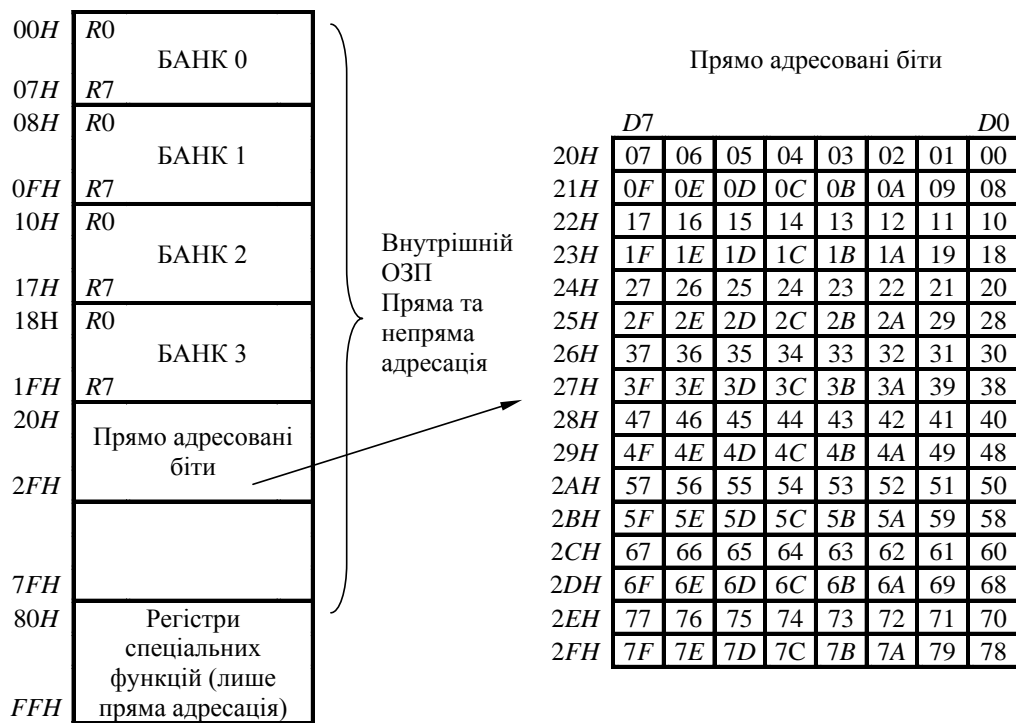 00H R0
БАНК 0
07H R7
08H R0
БАНК 1
0FH R7
10H R0
БАНК 2
17H R7
18H R0
БАНК 3
1FH R7
20H
Прямо адресовані
біти
2FH
7FH
80H Регістри
спеціальних
функцій (лише
FFH пряма адресація)
Внутрішній
ОЗП
Пряма та
непряма
адресація
Прямо адресовані біти
D7 D0
20H 07 06 05 04 03 02 01 00
21H 0F 0E 0D 0C 0B 0A 09 08
22H 17 16 15 14 13 12 11 10
23H 1F 1E 1D 1C 1B 1A 19 18
24H 27 26 25 24 23 22 21 20
25H 2F 2E 2D 2C 2B 2A 29 28
26H 37 36 35 34 33 32 31 30
27H 3F 3E 3D 3C 3B 3A 39 38
28H 47 46 45 44 43 42 41 40
29H 4F 4E 4D 4C 4B 4A 49 48
2AH 57 56 55 54 53 52 51 50
2BH 5F 5E 5D 5C 5B 5A 59 58
2CH 67 66 65 64 63 62 61 60
2DH 6F 6E 6D 6C 6B 6A 69 68
2EH 77 76 75 74 73 72 71 70
2FH 7F 7E 7D 7C 7B 7A 79 78